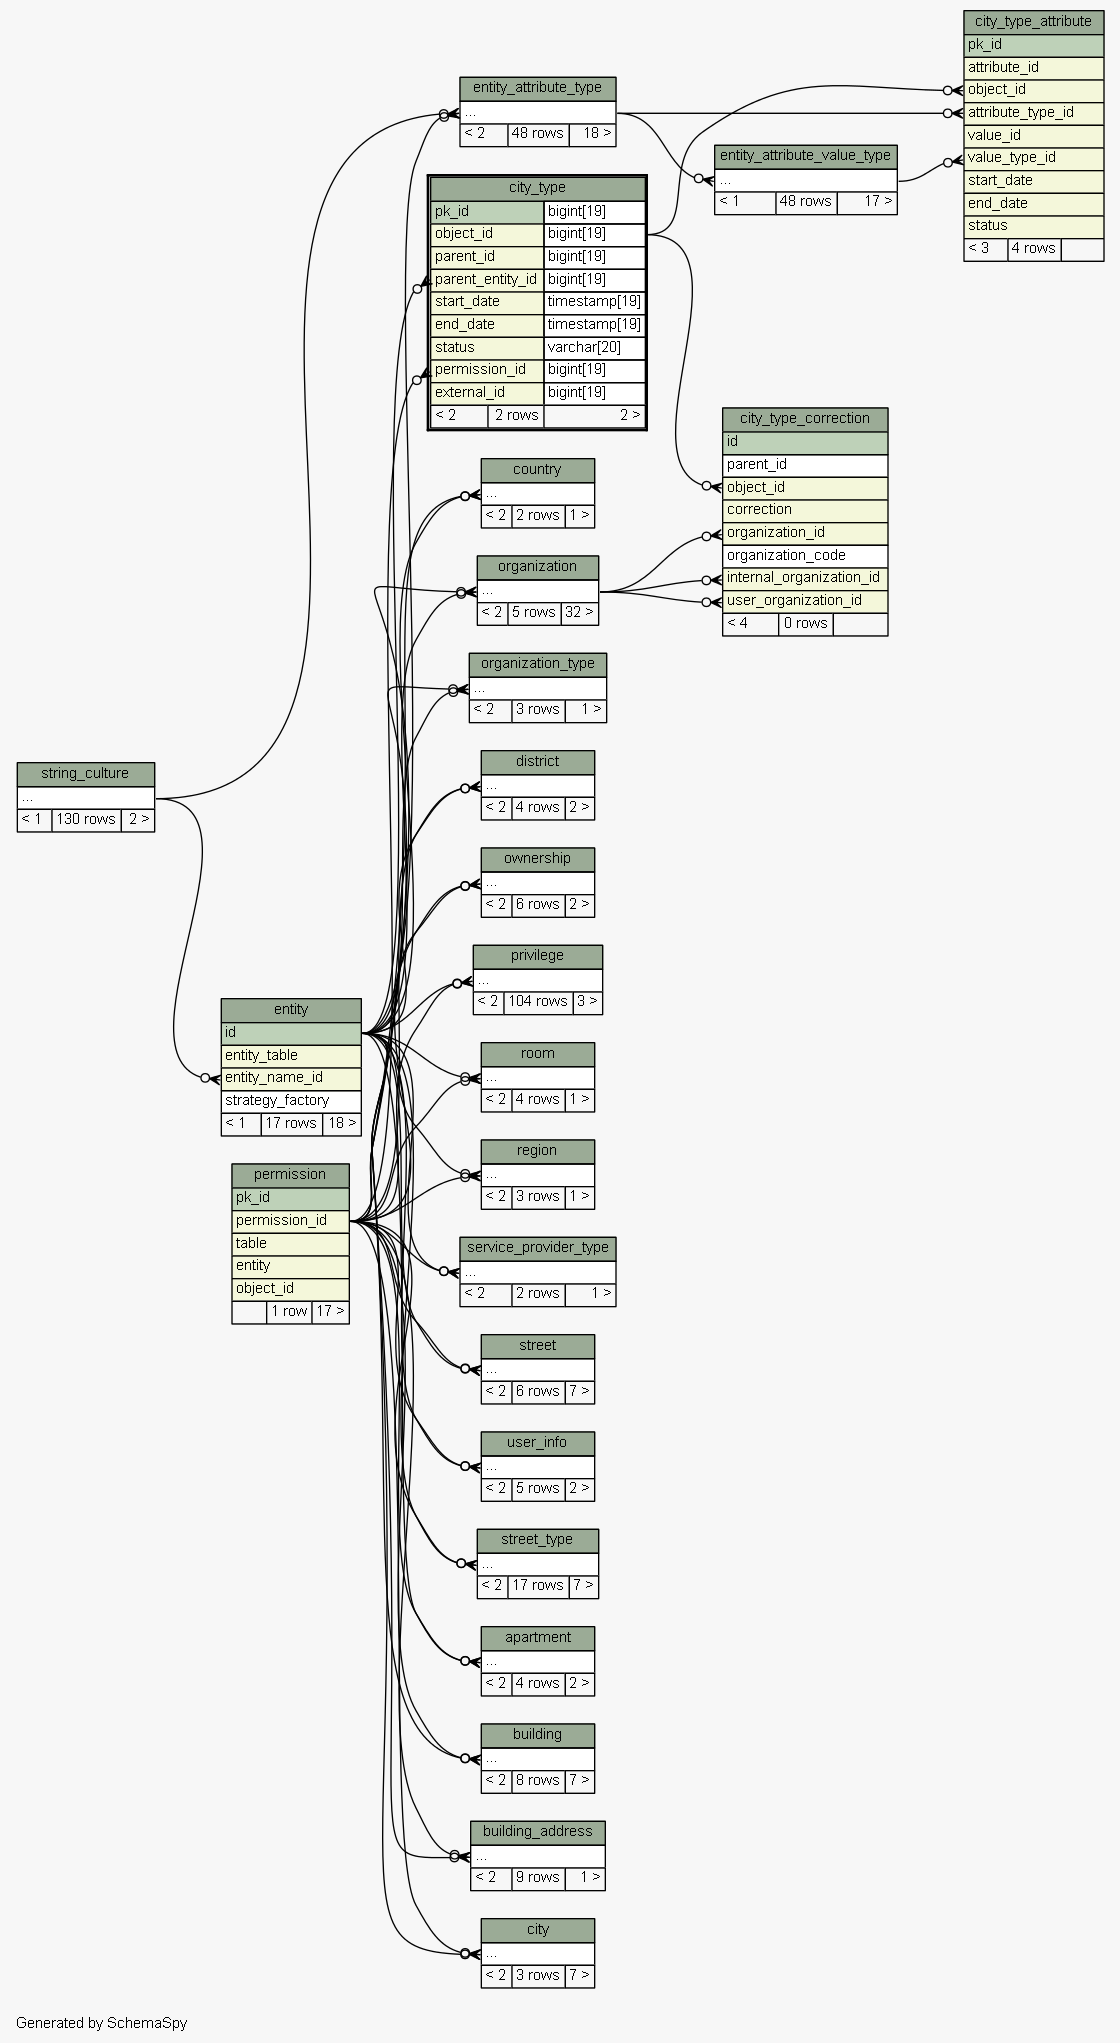 city_type_attribute
pk_id
attribute_id
object_id
attribute_type_id
value_id
value_type_id
start_date
end_date
status
< 3 4 rows
entity_attribute_type
...
< 2 48 rows 18 >
entity_attribute_value_type
...
< 1 48 rows 17 >
city_type
pk_id bigint[19]
object_id bigint[19]
parent_id bigint[19]
parent_entity_id bigint[19]
start_date timestamp[19]
end_date timestamp[19]
status varchar[20]
permission_id bigint[19]
external_id bigint[19]
< 2 2 rows 2 >
city_type_correction
id
parent_id
object_id
correction
organization_id
organization_code
internal_organization_id
user_organization_id
< 4 0 rows
country
...
< 2 2 rows 1 >
organization
...
< 2 5 rows 32 >
organization_type
...
< 2 3 rows 1 >
string_culture
...
< 1 130 rows 2 >
district
...
< 2 4 rows 2 >
ownership
...
< 2 6 rows 2 >
privilege
...
< 2 104 rows 3 >
entity
id
entity_table
entity_name_id
strategy_factory
< 1 17 rows 18 >
room
...
< 2 4 rows 1 >
region
...
< 2 3 rows 1 >
permission
pk_id
permission_id
table
entity
object_id
1 row 17 >
service_provider_type
...
< 2 2 rows 1 >
street
...
< 2 6 rows 7 >
user_info
...
< 2 5 rows 2 >
street_type
...
< 2 17 rows 7 >
apartment
...
< 2 4 rows 2 >
building
...
< 2 8 rows 7 >
building_address
...
< 2 9 rows 1 >
city
...
< 2 3 rows 7 >
Generated by SchemaSpy